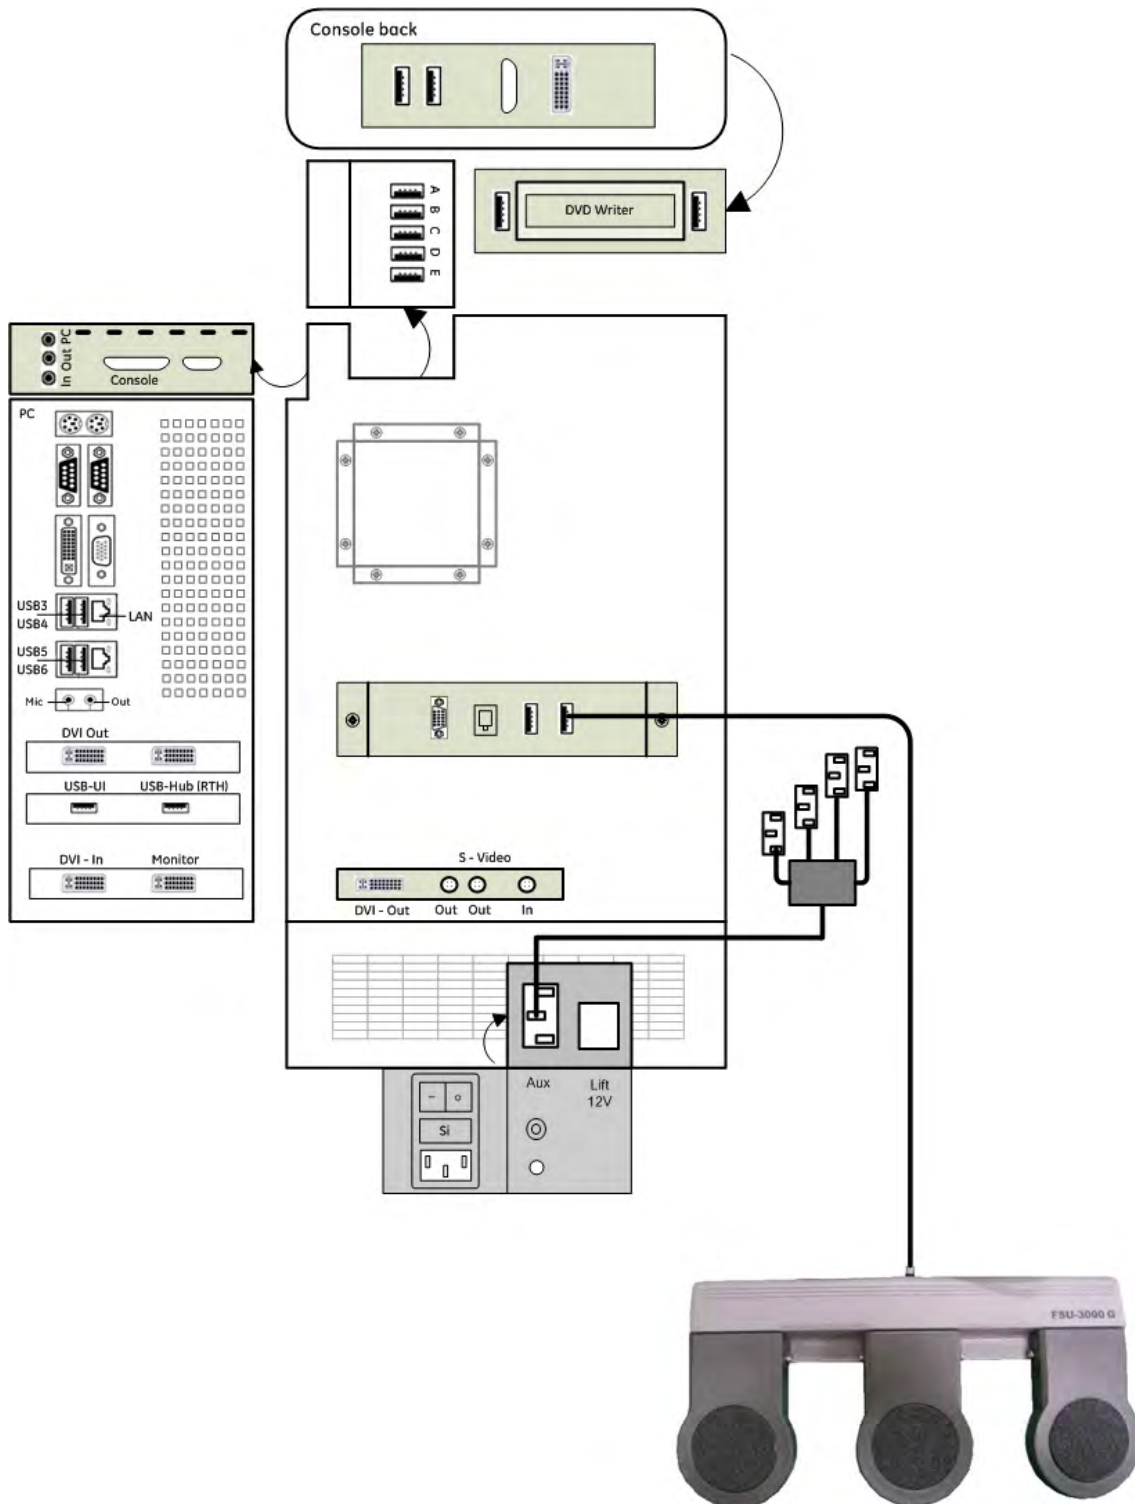 Console back
DVD Writer
A
B
C
D
E
In Out PC
Console
PC
USB3
USB4
LAN
USB5
USB6
Mic
Out
DVI Out
USB-UI
USB-Hub (RTH)
DVI - In
Monitor
S - Video
DVI - Out
Out
Out
In
Aux
Lift
12V
–
o
Si
FSU-3000 G